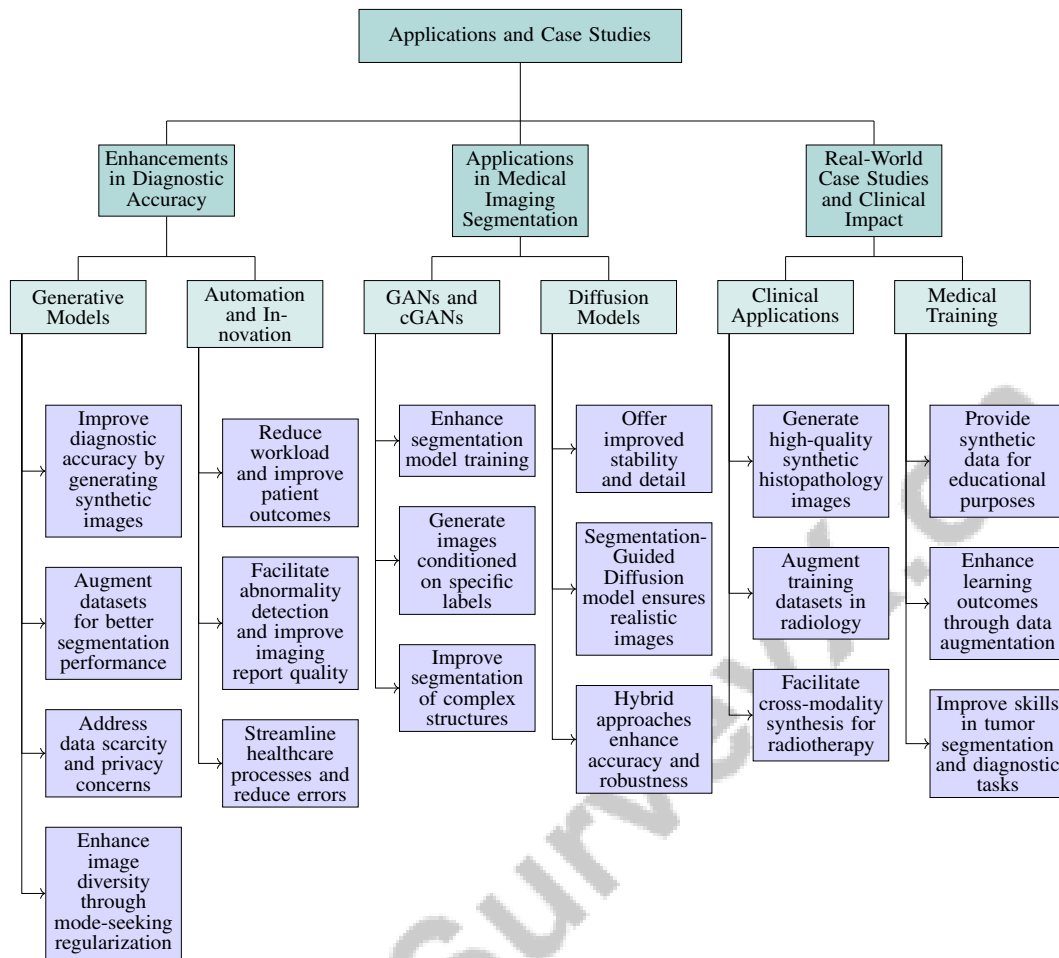 Applications and Case Studies
Enhancements
in Diagnostic
Accuracy
Applications
in Medical
Imaging
Segmentation
Real-World
Case Studies
and Clinical
Impact
Generative
Models
Automation
and In-
novation
GANs and
cGANs
Diffusion
Models
Clinical
Applications
Medical
Training
Improve
diagnostic
accuracy by
generating
synthetic
images
Augment
datasets
for better
segmentation
performance
Address
data scarcity
and privacy
concerns
Enhance
image
diversity
through
mode-seeking
regularization
Reduce
workload
and improve
patient
outcomes
Facilitate
abnormality
detection
and improve
imaging
report quality
Streamline
healthcare
processes and
reduce errors
Enhance
segmentation
model training
Generate
images
conditioned
on specific
labels
Improve
segmentation
of complex
structures
Offer
improved
stability
and detail
Segmentation-
Guided
Diffusion
model ensures
realistic
images
Hybrid
approaches
enhance
accuracy and
robustness
Generate
high-quality
synthetic
histopathology
images
Augment
training
datasets in
radiology
Facilitate
cross-modality
synthesis for
radiotherapy
Provide
synthetic
data for
educational
purposes
Enhance
learning
outcomes
through data
augmentation
Improve skills
in tumor
segmentation
and diagnostic
tasks